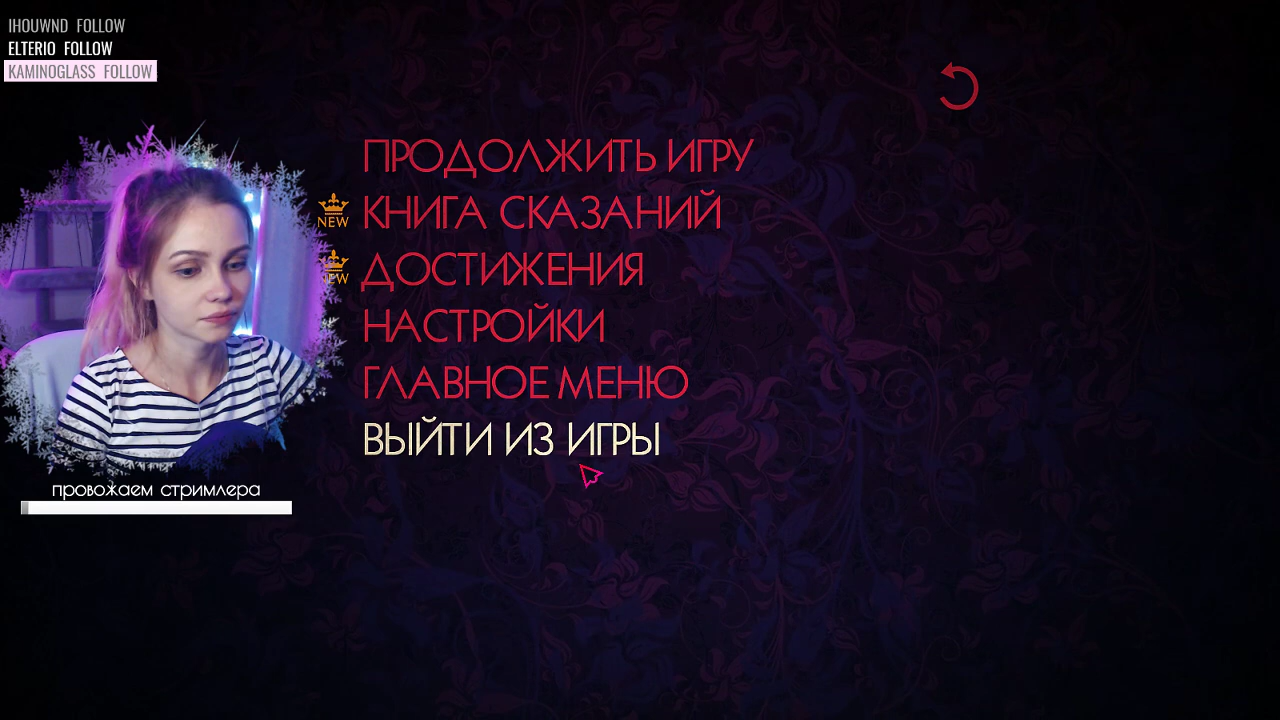 IHOUWND FOLLOW
ELTERIO FOLLOW
KAMINOGLASS FOLLOW
ПРОДОЛЖИТЬ ИГРУ
NEW КНИГА СКАЗАНИЙ
NEW ДОСТИЖЕНИЯ
НАСТРОЙКИ
ГЛАВНОЕ МЕНЮ
ВЫЙТИ ИЗ ИГРЫ
провожаем стримлера